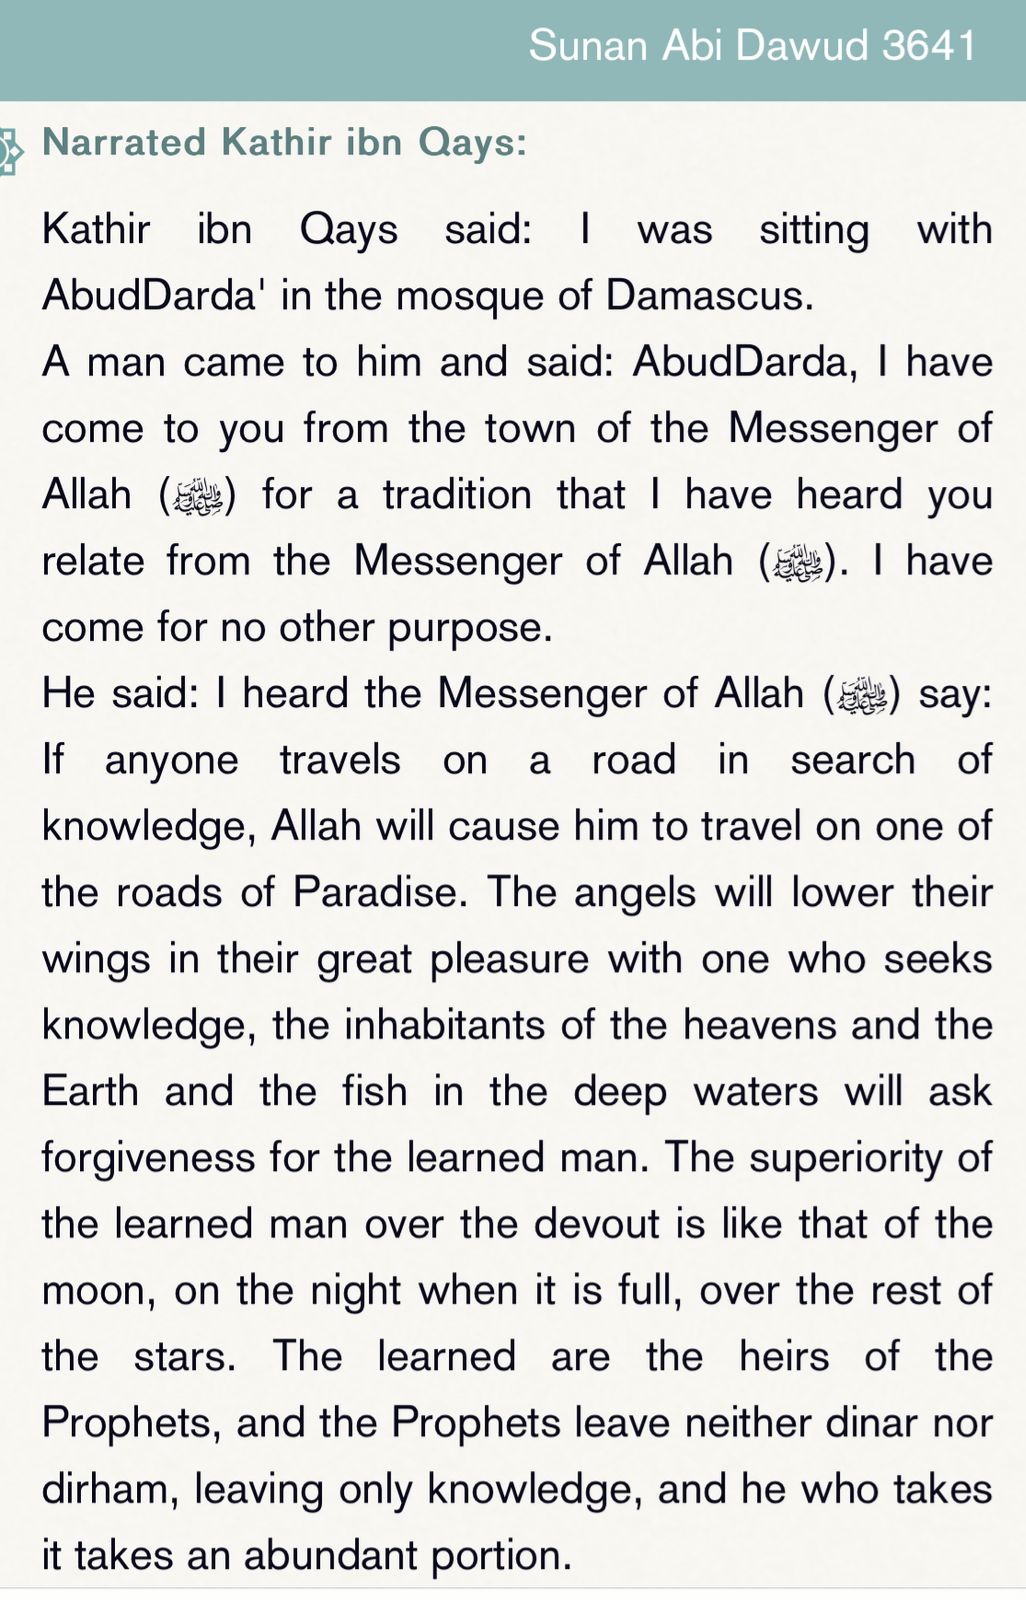 Sunan Abi Dawud 3641
Narrated Kathir ibn Qays:
Kathir ibn Qays said: I was sitting with
AbudDarda' in the mosque of Damascus.
A man came to him and said: AbudDarda, I have
come to you from the town of the Messenger of
Allah (ﷺ) for a tradition that I have heard you
relate from the Messenger of Allah (ﷺ). I have
come for no other purpose.
He said: I heard the Messenger of Allah (ﷺ) say:
If anyone travels on a road in search of
knowledge, Allah will cause him to travel on one of
the roads of Paradise. The angels will lower their
wings in their great pleasure with one who seeks
knowledge, the inhabitants of the heavens and the
Earth and the fish in the deep waters will ask
forgiveness for the learned man. The superiority of
the learned man over the devout is like that of the
moon, on the night when it is full, over the rest of
the stars. The learned are the heirs of the
Prophets, and the Prophets leave neither dinar nor
dirham, leaving only knowledge, and he who takes
it takes an abundant portion.